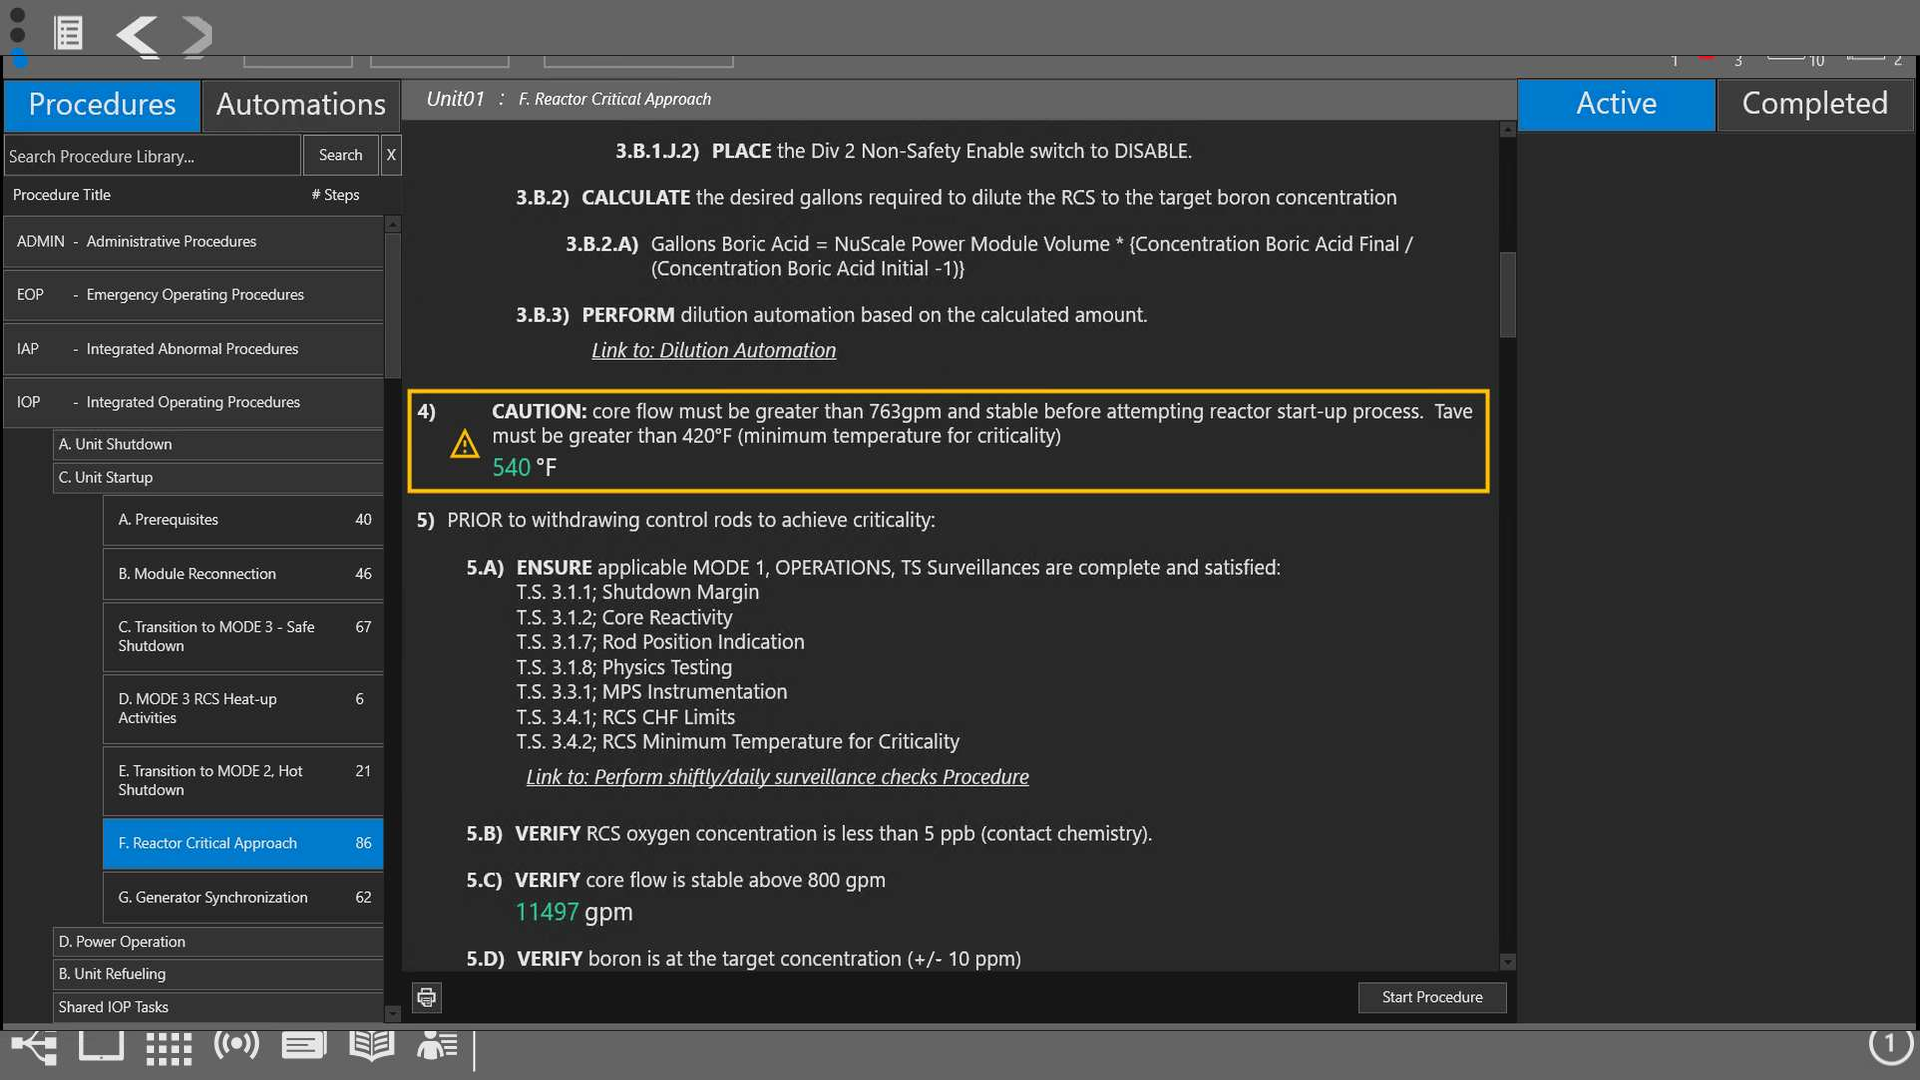 1 3 10 2
Procedures Automations
Unit01 : F. Reactor Critical Approach
Active Completed
Search Procedure Library... Search X
Procedure Title # Steps
ADMIN - Administrative Procedures
EOP - Emergency Operating Procedures
IAP - Integrated Abnormal Procedures
IOP - Integrated Operating Procedures
A. Unit Shutdown
C. Unit Startup
A. Prerequisites 40
B. Module Reconnection 46
C. Transition to MODE 3 - Safe 67
Shutdown
D. MODE 3 RCS Heat-up 6
Activities
E. Transition to MODE 2, Hot 21
Shutdown
F. Reactor Critical Approach 86
G. Generator Synchronization 62
D. Power Operation
B. Unit Refueling
Shared IOP Tasks
3.B.1.J.2) PLACE the Div 2 Non-Safety Enable switch to DISABLE.
3.B.2) CALCULATE the desired gallons required to dilute the RCS to the target boron concentration
3.B.2.A) Gallons Boric Acid = NuScale Power Module Volume * {Concentration Boric Acid Final /
(Concentration Boric Acid Initial -1)}
3.B.3) PERFORM dilution automation based on the calculated amount.
Link to: Dilution Automation
4) CAUTION: core flow must be greater than 763gpm and stable before attempting reactor start-up process. Tave
must be greater than 420°F (minimum temperature for criticality)
540 °F
5) PRIOR to withdrawing control rods to achieve criticality:
5.A) ENSURE applicable MODE 1, OPERATIONS, TS Surveillances are complete and satisfied:
T.S. 3.1.1; Shutdown Margin
T.S. 3.1.2; Core Reactivity
T.S. 3.1.7; Rod Position Indication
T.S. 3.1.8; Physics Testing
T.S. 3.3.1; MPS Instrumentation
T.S. 3.4.1; RCS CHF Limits
T.S. 3.4.2; RCS Minimum Temperature for Criticality
Link to: Perform shiftly/daily surveillance checks Procedure
5.B) VERIFY RCS oxygen concentration is less than 5 ppb (contact chemistry).
5.C) VERIFY core flow is stable above 800 gpm
11497 gpm
5.D) VERIFY boron is at the target concentration (+/- 10 ppm)
Start Procedure
1